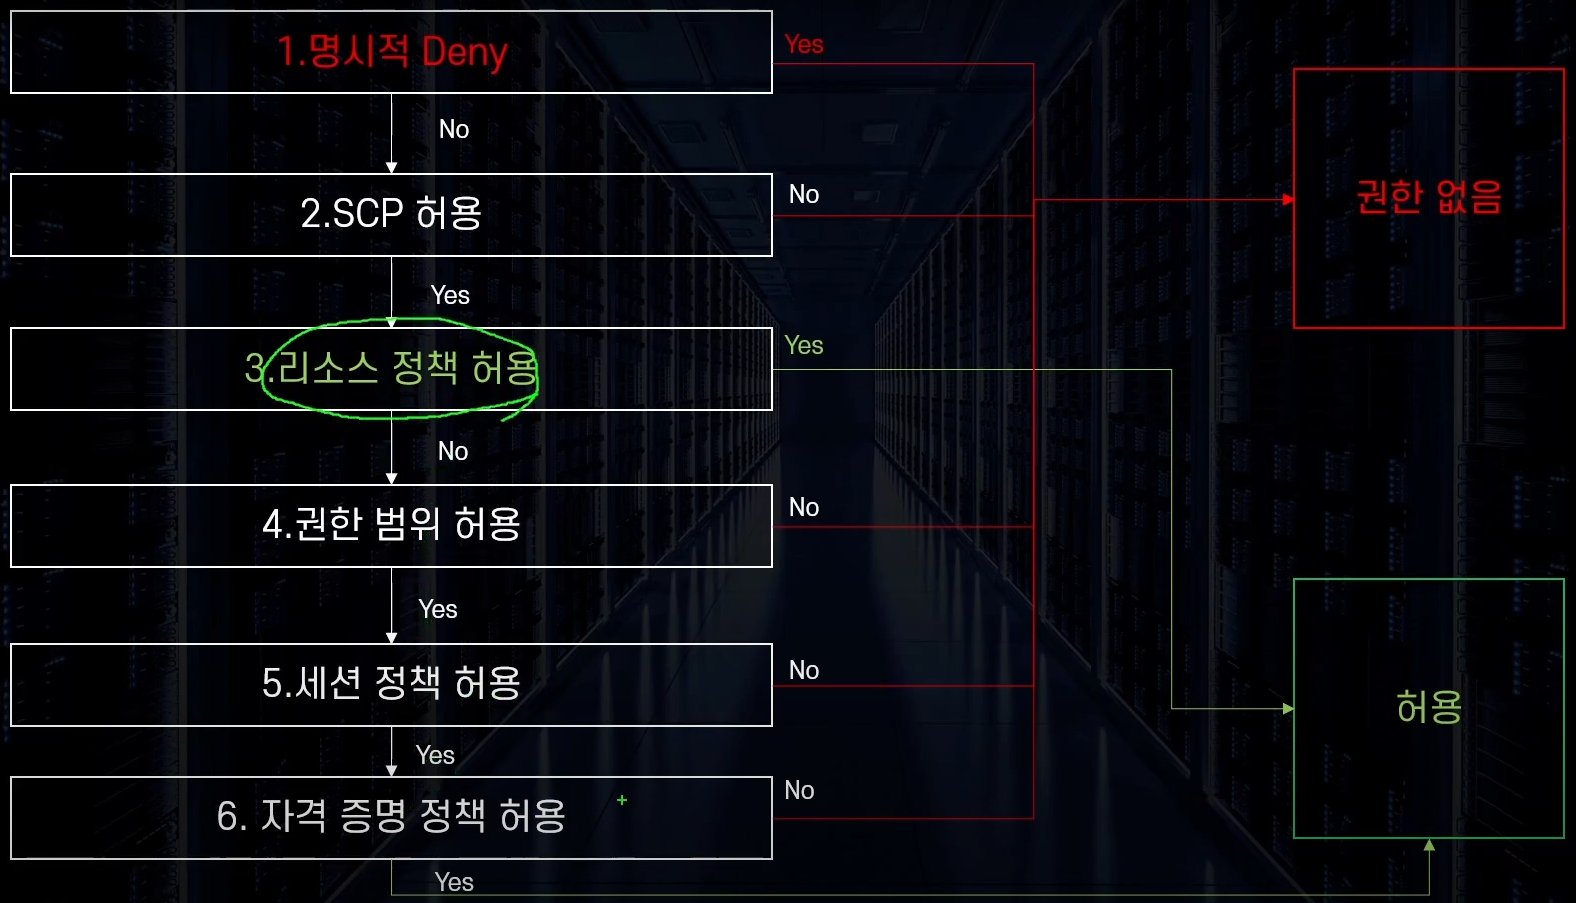 1.명시적 Deny
Yes
No
2.SCP 허용
No
Yes
3.리소스 정책 허용
Yes
No
4.권한 범위 허용
No
Yes
5.세션 정책 허용
No
Yes
6. 자격 증명 정책 허용
No
Yes
권한 없음
허용